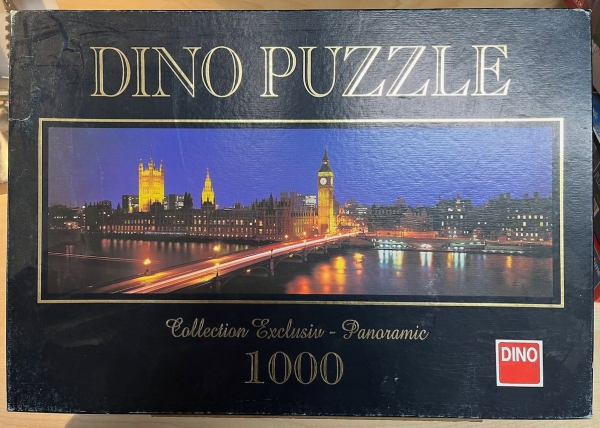 DINO PUZZLE
Collection Exclusiv - Panoramic
1000
DINO